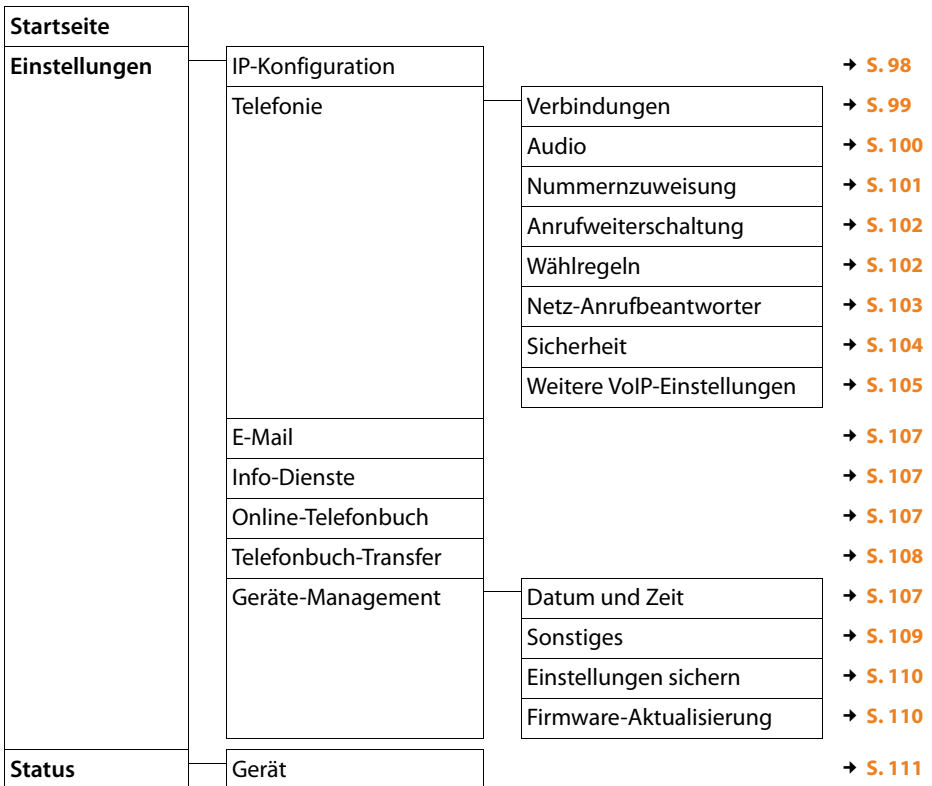 Startseite
Einstellungen IP-Konfiguration ➔ S. 98
Telefonie Verbindungen ➔ S. 99
Audio ➔ S. 100
Nummernzuweisung ➔ S. 101
Anrufweiterschaltung ➔ S. 102
Wählregeln ➔ S. 102
Netz-Anrufbeantworter ➔ S. 103
Sicherheit ➔ S. 104
Weitere VoIP-Einstellungen ➔ S. 105
E-Mail ➔ S. 107
Info-Dienste ➔ S. 107
Online-Telefonbuch ➔ S. 107
Telefonbuch-Transfer ➔ S. 108
Geräte-Management Datum und Zeit ➔ S. 107
Sonstiges ➔ S. 109
Einstellungen sichern ➔ S. 110
Firmware-Aktualisierung ➔ S. 110
Status Gerät ➔ S. 111